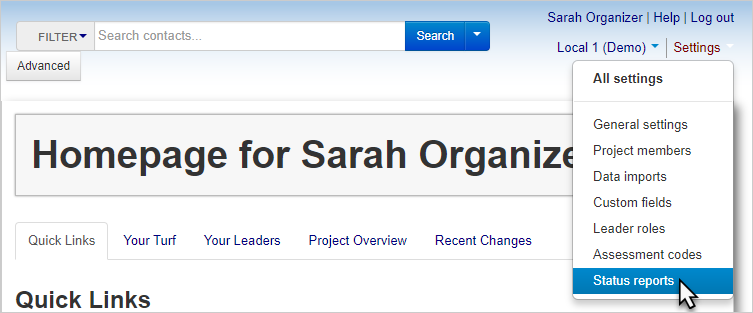 Sarah Organizer | Help | Log out
FILTER Search contacts... Search
Local 1 (Demo) Settings
Advanced
All settings
General settings
Project members
Data imports
Custom fields
Leader roles
Assessment codes
Status reports
Homepage for Sarah Organize
Quick Links Your Turf Your Leaders Project Overview Recent Changes
Quick Links